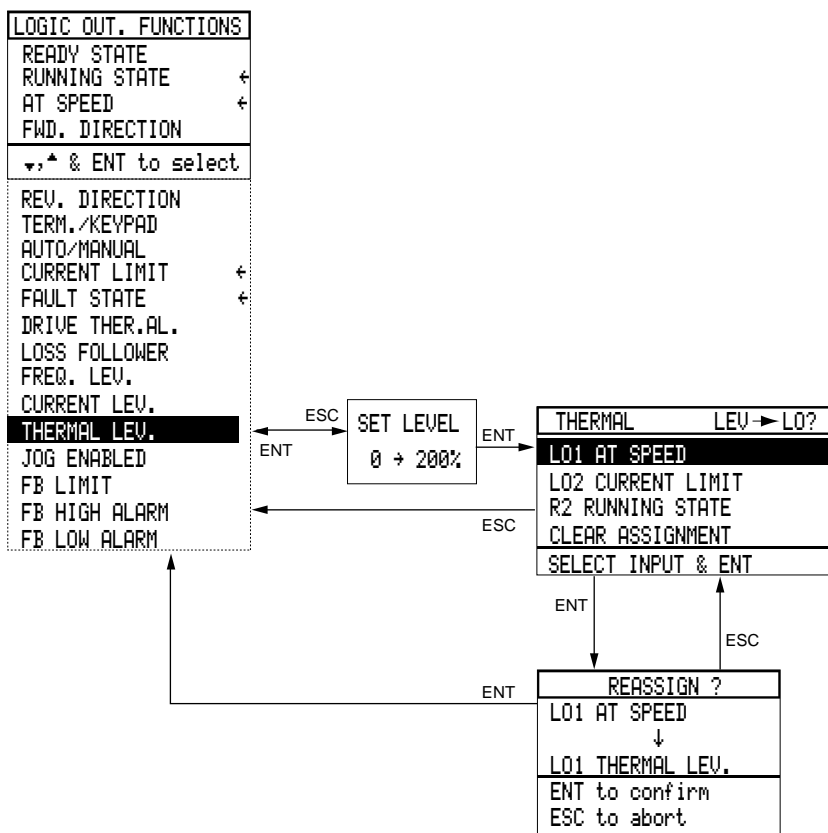 LOGIC OUT. FUNCTIONS
READY STATE
RUNNING STATE ←
AT SPEED ←
FWD. DIRECTION
▾,▴ & ENT to select
REV. DIRECTION
TERM./KEYPAD
AUTO/MANUAL
CURRENT LIMIT ←
FAULT STATE ←
DRIVE THER.AL.
LOSS FOLLOWER
FREQ. LEV.
CURRENT LEV.
THERMAL LEV.
JOG ENABLED
FB LIMIT
FB HIGH ALARM
FB LOW ALARM
ESC
ENT
SET LEVEL
0 → 200%
ENT
THERMAL LEV → LO?
LO1 AT SPEED
LO2 CURRENT LIMIT
R2 RUNNING STATE
CLEAR ASSIGNMENT
SELECT INPUT & ENT
ESC
ENT
ESC
ENT
REASSIGN ?
LO1 AT SPEED
↓
LO1 THERMAL LEV.
ENT to confirm
ESC to abort